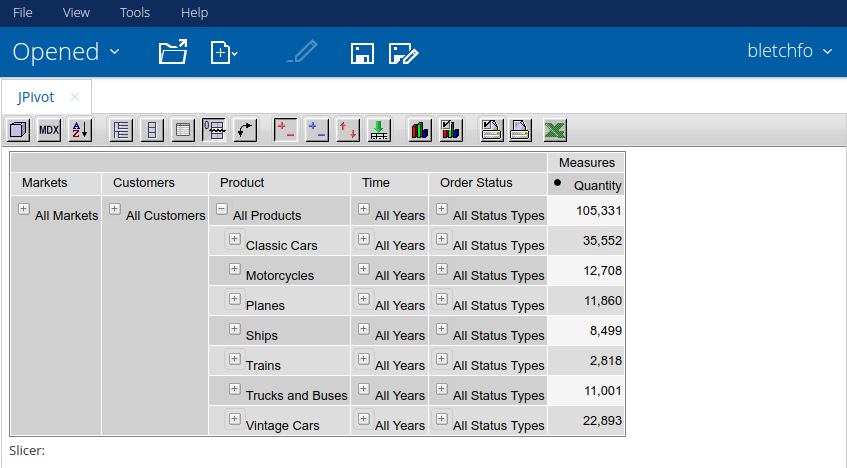 File View Tools Help
Opened bletchfo
JPivot
MDX A Z
Measures
Markets Customers Product Time Order Status Quantity
All Markets All Customers All Products All Years All Status Types 105,331
Classic Cars All Years All Status Types 35,552
Motorcycles All Years All Status Types 12,708
Planes All Years All Status Types 11,860
Ships All Years All Status Types 8,499
Trains All Years All Status Types 2,818
Trucks and Buses All Years All Status Types 11,001
Vintage Cars All Years All Status Types 22,893
Slicer: